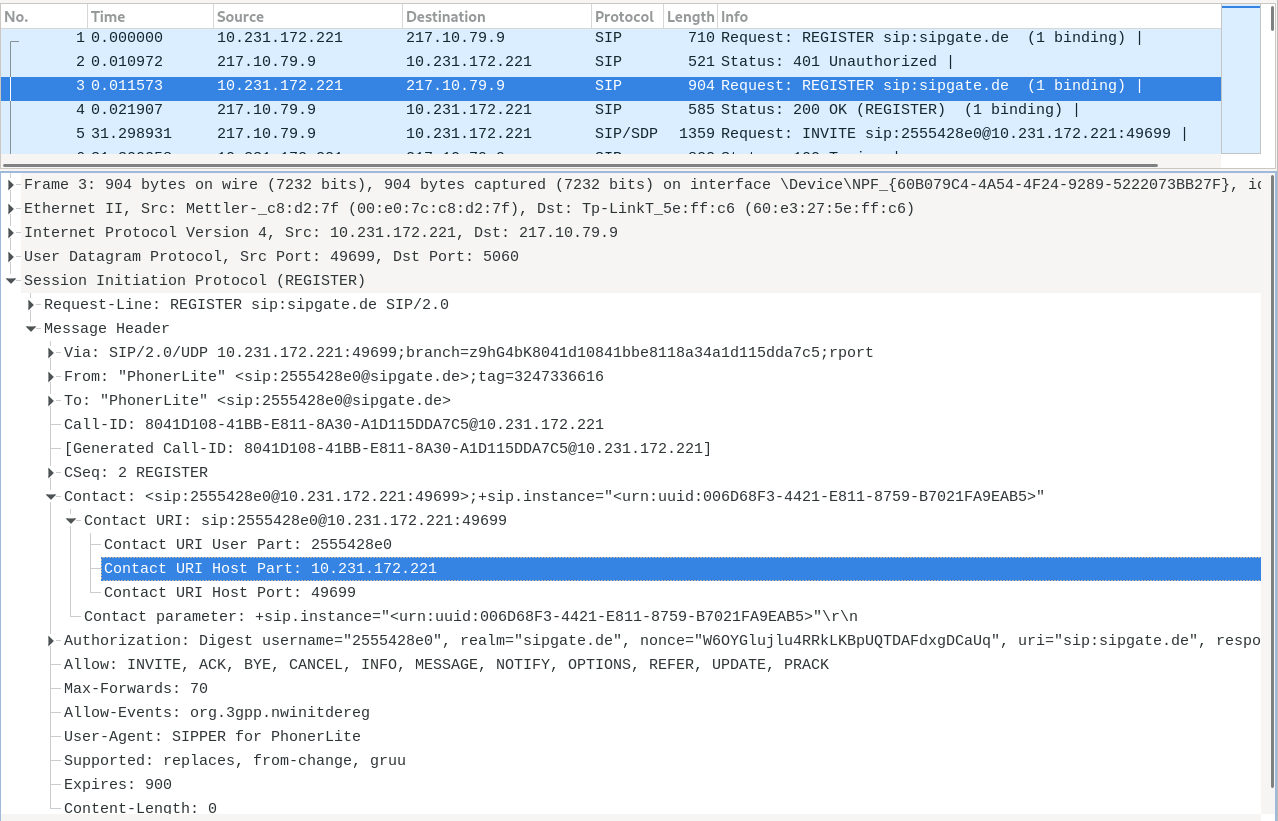 No. Time Source Destination Protocol Length Info
1 0.000000 10.231.172.221 217.10.79.9 SIP 710 Request: REGISTER sip:sipgate.de  (1 binding) |
2 0.010972 217.10.79.9 10.231.172.221 SIP 521 Status: 401 Unauthorized |
3 0.011573 10.231.172.221 217.10.79.9 SIP 904 Request: REGISTER sip:sipgate.de  (1 binding) |
4 0.021907 217.10.79.9 10.231.172.221 SIP 585 Status: 200 OK (REGISTER)  (1 binding) |
5 31.298931 217.10.79.9 10.231.172.221 SIP/SDP 1359 Request: INVITE sip:2555428e0@10.231.172.221:49699 |
Frame 3: 904 bytes on wire (7232 bits), 904 bytes captured (7232 bits) on interface \Device\NPF_{60B079C4-4A54-4F24-9289-5222073BB27F}, id
Ethernet II, Src: Mettler-_c8:d2:7f (00:e0:7c:c8:d2:7f), Dst: Tp-LinkT_5e:ff:c6 (60:e3:27:5e:ff:c6)
Internet Protocol Version 4, Src: 10.231.172.221, Dst: 217.10.79.9
User Datagram Protocol, Src Port: 49699, Dst Port: 5060
Session Initiation Protocol (REGISTER)
Request-Line: REGISTER sip:sipgate.de SIP/2.0
Message Header
Via: SIP/2.0/UDP 10.231.172.221:49699;branch=z9hG4bK8041d10841bbe8118a34a1d115dda7c5;rport
From: "PhonerLite" <sip:2555428e0@sipgate.de>;tag=3247336616
To: "PhonerLite" <sip:2555428e0@sipgate.de>
Call-ID: 8041D108-41BB-E811-8A30-A1D115DDA7C5@10.231.172.221
[Generated Call-ID: 8041D108-41BB-E811-8A30-A1D115DDA7C5@10.231.172.221]
CSeq: 2 REGISTER
Contact: <sip:2555428e0@10.231.172.221:49699>;+sip.instance="<urn:uuid:006D68F3-4421-E811-8759-B7021FA9EAB5>"
Contact URI: sip:2555428e0@10.231.172.221:49699
Contact URI User Part: 2555428e0
Contact URI Host Part: 10.231.172.221
Contact URI Host Port: 49699
Contact parameter: +sip.instance="<urn:uuid:006D68F3-4421-E811-8759-B7021FA9EAB5>"\r\n
Authorization: Digest username="2555428e0", realm="sipgate.de", nonce="W6OYGlujlu4RRkLKBpUQTDAFdxgDCaUq", uri="sip:sipgate.de", respo
Allow: INVITE, ACK, BYE, CANCEL, INFO, MESSAGE, NOTIFY, OPTIONS, REFER, UPDATE, PRACK
Max-Forwards: 70
Allow-Events: org.3gpp.nwinitdereg
User-Agent: SIPPER for PhonerLite
Supported: replaces, from-change, gruu
Expires: 900
Content-Length: 0